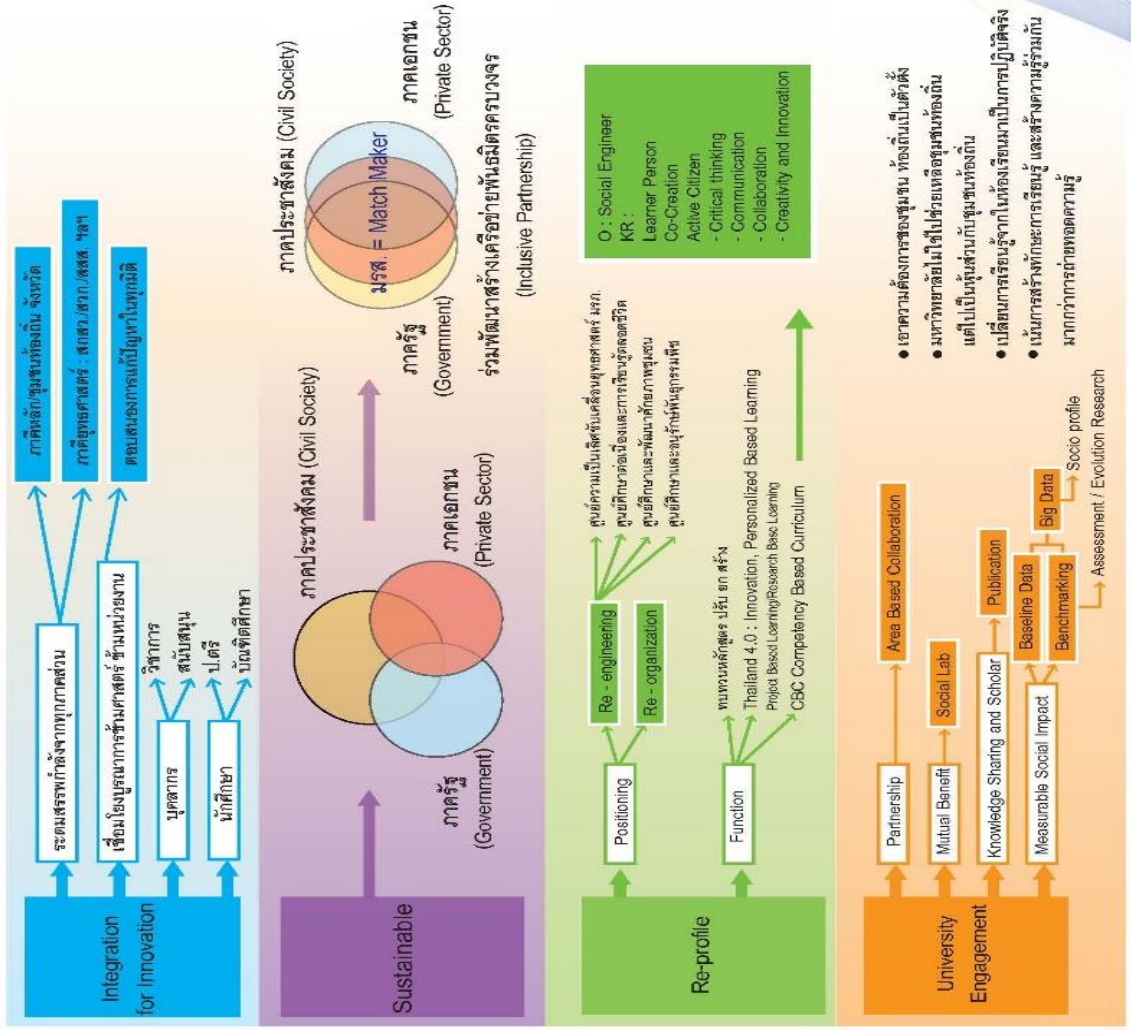 Integration
for Innovation
ระดมสรรพกำลังจากทุกภาคส่วน
ภาคีหลัก/ชุมชนท้องถิ่น จังหวัด
ภาคียุทธศาสตร์ : สกสว./สวก./สสส. ฯลฯ
เชื่อมโยงบูรณาการข้ามศาสตร์ ข้ามหน่วยงาน
ตอบสนองการแก้ปัญหาในทุกมิติ
บุคลากร
วิชาการ
สนับสนุน
นักศึกษา
ป.ตรี
บัณฑิตศึกษา
Sustainable
ภาคประชาสังคม (Civil Society)
ภาครัฐ
(Government)
ภาคเอกชน
(Private Sector)
ภาคประชาสังคม (Civil Society)
มรส. = Match Maker
ภาครัฐ
(Government)
ภาคเอกชน
(Private Sector)
ร่วมพัฒนาสร้างเครือข่ายพันธมิตรครบวงจร
(Inclusive Partnership)
Re-profile
Positioning
Re - engineering
Re - organization
ศูนย์ความเป็นเลิศขับเคลื่อนยุทธศาสตร์ มรภ.
ศูนย์ศึกษาต่อเนื่องและการเรียนรู้ตลอดชีวิต
ศูนย์ศึกษาและพัฒนาศักยภาพชุมชน
ศูนย์ศึกษาและอนุรักษ์พันธุกรรมพืช
Function
ทบทวนหลักสูตร ปรับ ยก สร้าง
Thailand 4.0 : Innovation, Personalized Based Learning
Project Based Learning/Research Base Learning
CBC Competency Based Curriculum
O : Social Engineer
KR :
Learner Person
Co-Creation
Active Citizen
- Critical thinking
- Communication
- Collaboration
- Creativity and Innovation
University
Engagement
Partnership
Area Based Collaboration
Mutual Benefit
Social Lab
Knowledge Sharing and Scholar
Publication
Measurable Social Impact
Baseline Data
Benchmarking
Big Data
Socio profile
Assessment / Evolution Research
● เอาความต้องการของชุมชน ท้องถิ่นเป็นตัวตั้ง
● มหาวิทยาลัยไม่ใช่ไปช่วยเหลือชุมชนท้องถิ่น
แต่ไปเป็นหุ้นส่วนกับชุมชนท้องถิ่น
● เปลี่ยนการเรียนรู้จากในห้องเรียนมาเป็นการปฏิบัติจริง
● เน้นการสร้างทักษะการเรียนรู้ และสร้างความรู้ร่วมกัน
มากกว่าการถ่ายทอดความรู้